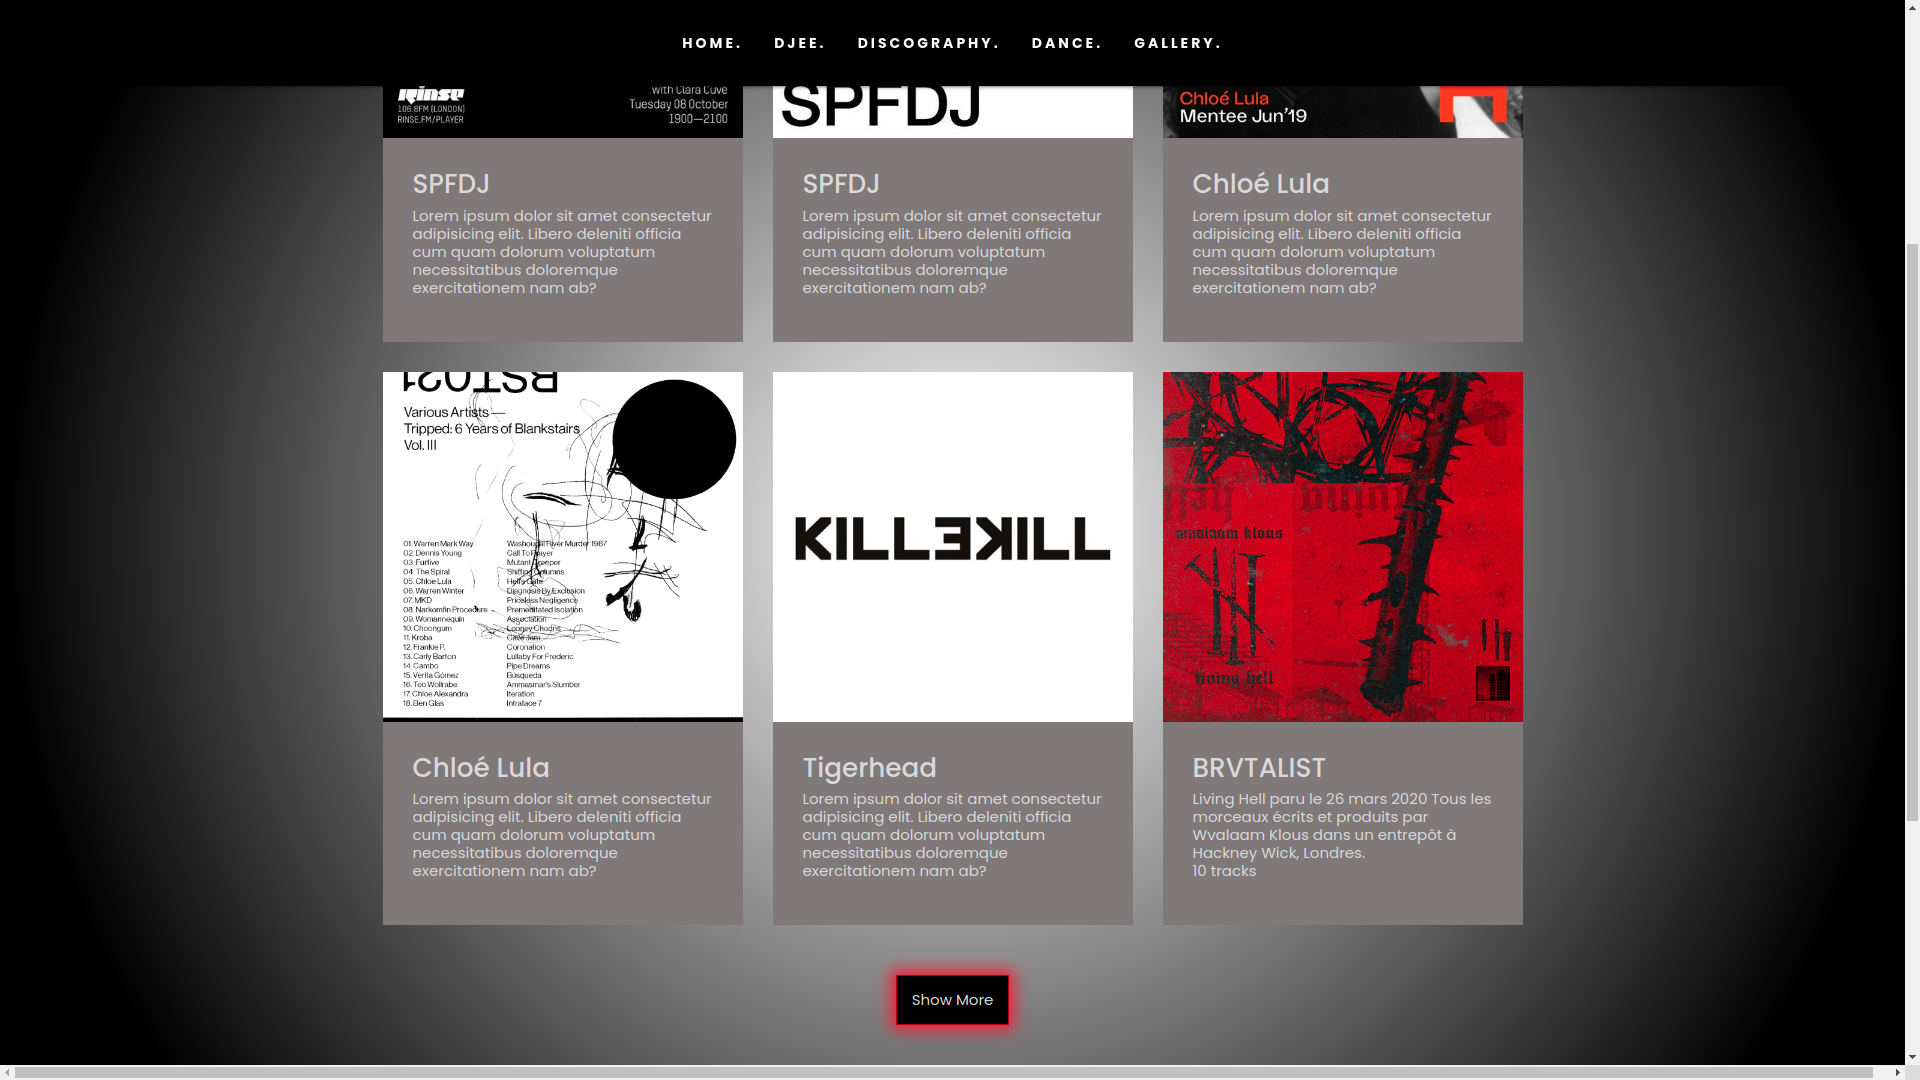 HOME. DJEE. DISCOGRAPHY. DANCE. GALLERY.
Rinse
106.8FM (LONDON)
RINSE.FM/PLAYER
with Clara Cuvé
Tuesday 08 October
1900—2100
SPFDJ
Chloé Lula
Mentee Jun'19
SPFDJ
Lorem ipsum dolor sit amet consectetur
adipisicing elit. Libero deleniti officia
cum quam dolorum voluptatum
necessitatibus doloremque
exercitationem nam ab?
SPFDJ
Lorem ipsum dolor sit amet consectetur
adipisicing elit. Libero deleniti officia
cum quam dolorum voluptatum
necessitatibus doloremque
exercitationem nam ab?
Chloé Lula
Lorem ipsum dolor sit amet consectetur
adipisicing elit. Libero deleniti officia
cum quam dolorum voluptatum
necessitatibus doloremque
exercitationem nam ab?
BST021
Various Artists —
Tripped: 6 Years of Blankstairs
Vol. III
01. Warren Mark Way Washougal River Murder 1987
02. Dennis Young Call To Prayer
03. Furtive Mutant
04. The Spiral Shifting Columns
05. Chloe Lula Hell's Gate
06. Warren Winter Diagnosis By Exclusion
07. MKD Priceless Negligence
08. Narkomfin Procedure Premeditated Isolation
09. Womannequin Association
10. Choongum Looney Choons
11. Kroba Cave Jam
12. Frankie P. Coronation
13. Carly Barton Lullaby For Frederic
14. Cambo Pipe Dreams
15. Verita Gómez Búsqueda
16. Teo Wollrabe Ammasmar's Slumber
17. Chloe Alexandra Iteration
18. Ben Glas Intraface 7
KILLEKILL
wvalaam klous
living hell
Chloé Lula
Lorem ipsum dolor sit amet consectetur
adipisicing elit. Libero deleniti officia
cum quam dolorum voluptatum
necessitatibus doloremque
exercitationem nam ab?
Tigerhead
Lorem ipsum dolor sit amet consectetur
adipisicing elit. Libero deleniti officia
cum quam dolorum voluptatum
necessitatibus doloremque
exercitationem nam ab?
BRVTALIST
Living Hell paru le 26 mars 2020 Tous les
morceaux écrits et produits par
Wvalaam Klous dans un entrepôt à
Hackney Wick, Londres.
10 tracks
Show More